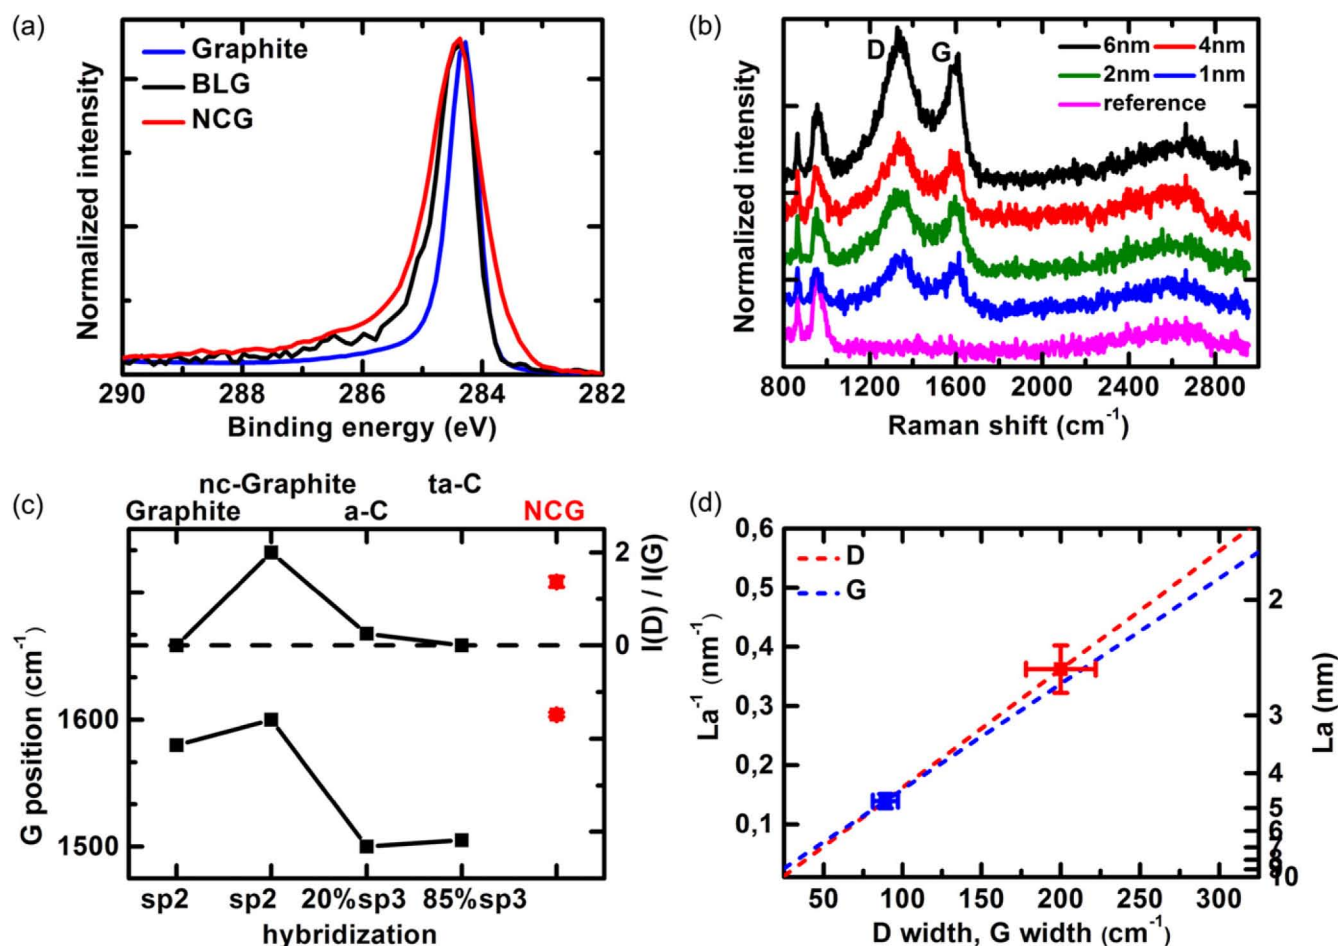 (a)
Graphite
BLG
NCG
Normalized intensity
290 288 286 284 282
Binding energy (eV)
(b)
D G
6nm 4nm
2nm 1nm
reference
Normalized intensity
800 1200 1600 2000 2400 2800
Raman shift (cm⁻¹)
(c)
nc-Graphite ta-C
Graphite a-C NCG
2
0
I(D) / I(G)
1600
1500
G position (cm⁻¹)
sp2 sp2 20%sp3 85%sp3
hybridization
(d)
D
G
0,6
0,5
0,4
0,3
0,2
0,1
La⁻¹ (nm⁻¹)
2
3
4
5
6
7
8
9
10
La (nm)
50 100 150 200 250 300
D width, G width (cm⁻¹)